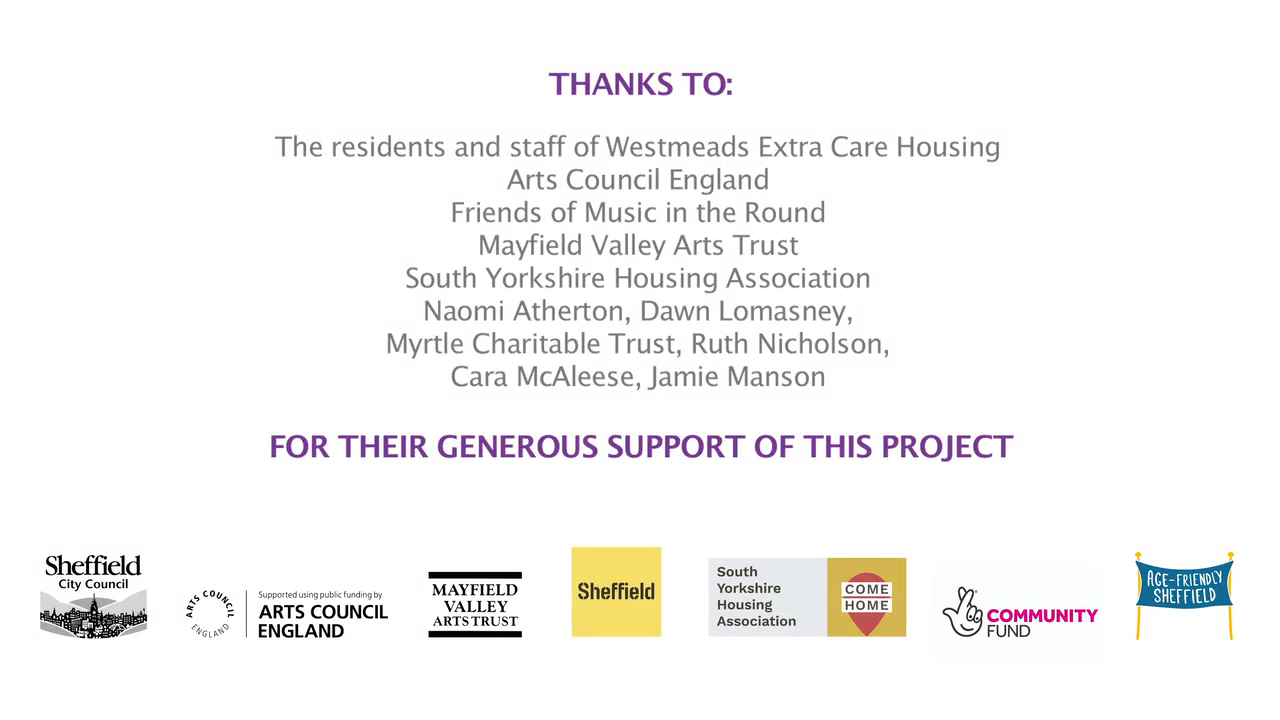 THANKS TO:
The residents and staff of Westmeads Extra Care Housing
Arts Council England
Friends of Music in the Round
Mayfield Valley Arts Trust
South Yorkshire Housing Association
Naomi Atherton, Dawn Lomasney,
Myrtle Charitable Trust, Ruth Nicholson,
Cara McAleese, Jamie Manson
FOR THEIR GENEROUS SUPPORT OF THIS PROJECT
Sheffield
City Council
ARTS COUNCIL
ENGLAND
Supported using public funding by
ARTS COUNCIL
ENGLAND
MAYFIELD
VALLEY
ARTS TRUST
Sheffield
South
Yorkshire
Housing
Association
COME
HOME
COMMUNITY
FUND
AGE-FRIENDLY
SHEFFIELD